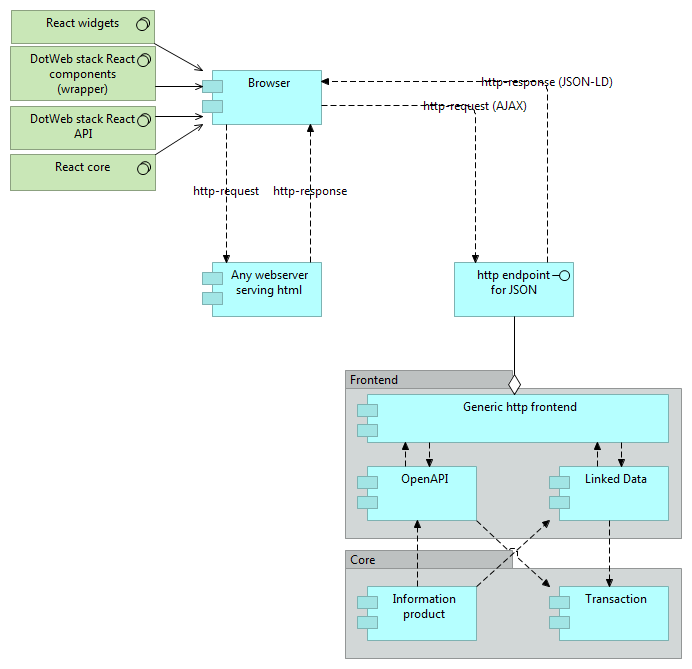 React widgets
DotWeb stack React
components
(wrapper)
DotWeb stack React
API
React core
Browser
http-response (JSON-LD)
http-request (AJAX)
http-request
http-response
Any webserver
serving html
http endpoint
for JSON
Frontend
Generic http frontend
OpenAPI
Linked Data
Core
Information
product
Transaction